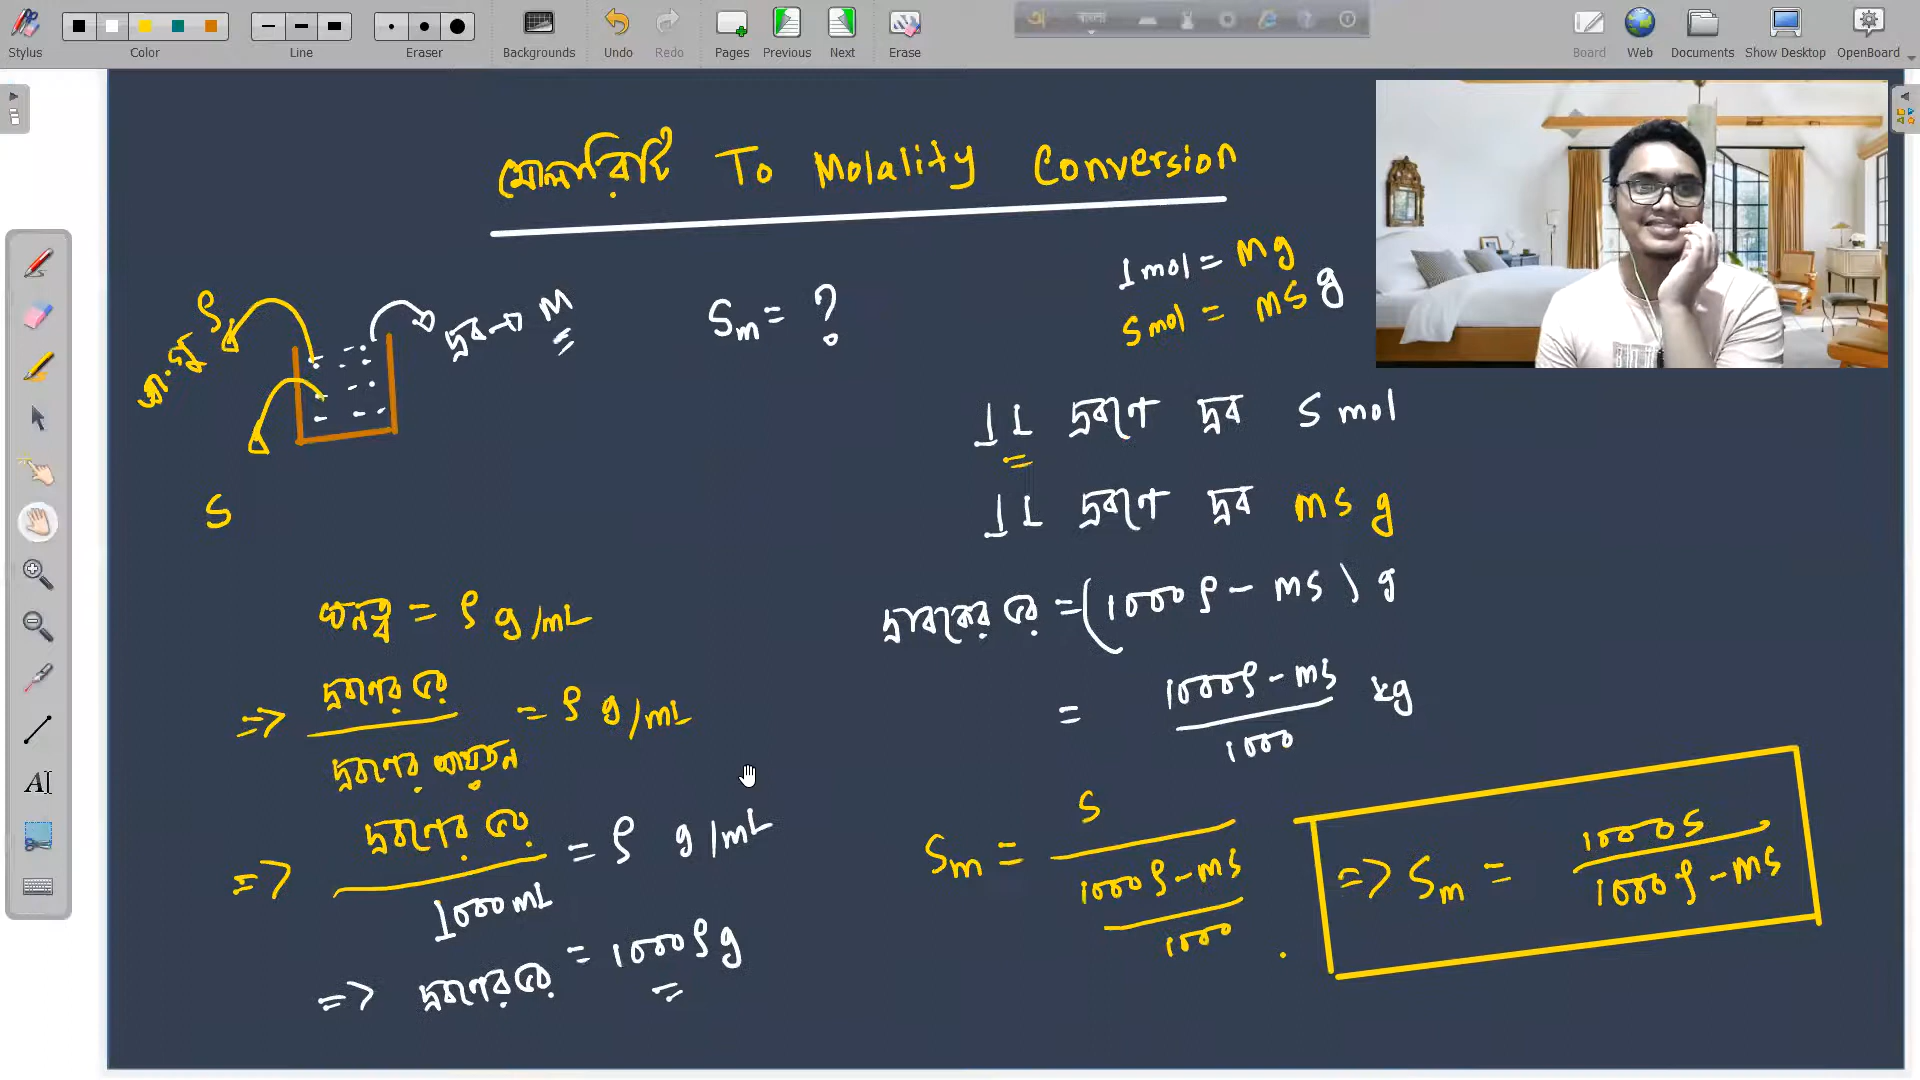 Stylus Color Line Eraser Backgrounds Undo Redo Pages Previous Next Erase Board Web Documents Show Desktop OpenBoard
মোলারিটি To Molality Conversion
1 mol = Mg
S mol = MS g
ρ
আ. গু
দ্রব → M
Sm = ?
S
1L দ্রবণে দ্রব S mol
1L দ্রবণে দ্রব MS g
দ্রাবকের ভর = (1000ρ - MS) g
= 1000ρ - MS / 1000 kg
Sm = S / (1000ρ - MS / 1000)
=> Sm = 1000S / 1000ρ - MS
ঘনত্ব = ρ g/mL
=> দ্রবণের ভর / দ্রবণের আয়তন = ρ g/mL
=> দ্রবণের ভর / 1000 mL = ρ g/mL
=> দ্রবণের ভর = 1000ρ g